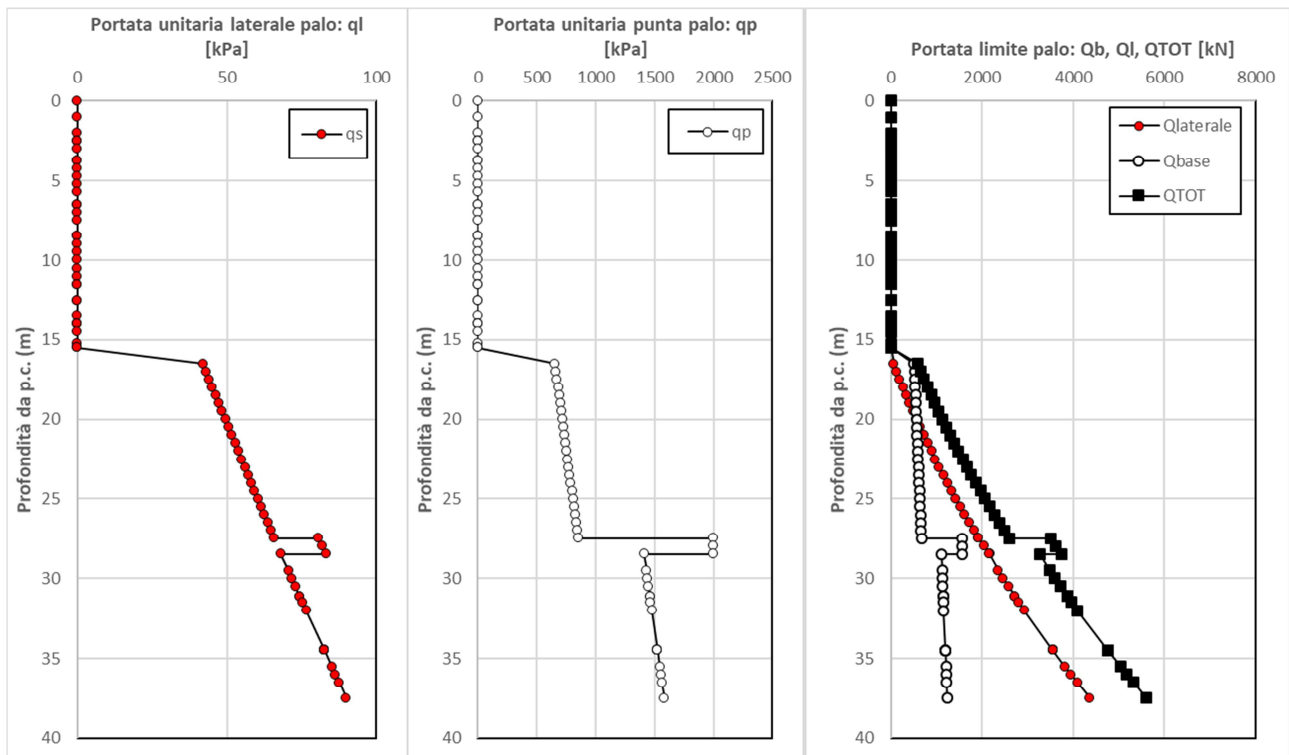 Portata unitaria laterale palo: ql
[kPa]
0 50 100
0
5
10
15
20
25
30
35
40
Profondità da p.c. (m)
qs
Portata unitaria punta palo: qp
[kPa]
0 500 1000 1500 2000 2500
0
5
10
15
20
25
30
35
40
Profondità da p.c. (m)
qp
Portata limite palo: Qb, Ql, QTOT [kN]
0 2000 4000 6000 8000
0
5
10
15
20
25
30
35
40
Profondità da p.c. (m)
Qlaterale
Qbase
QTOT